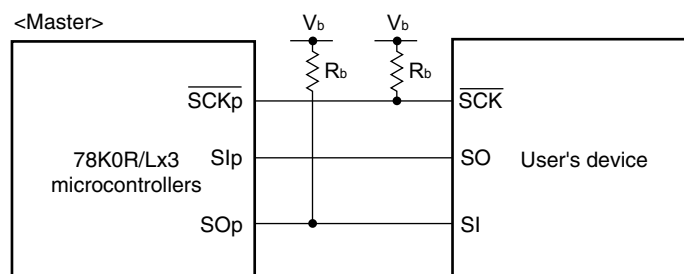 <Master>
Vb Vb
Rb Rb
SCKp SCK
78K0R/Lx3
microcontrollers
SIp SO
User's device
SOp SI